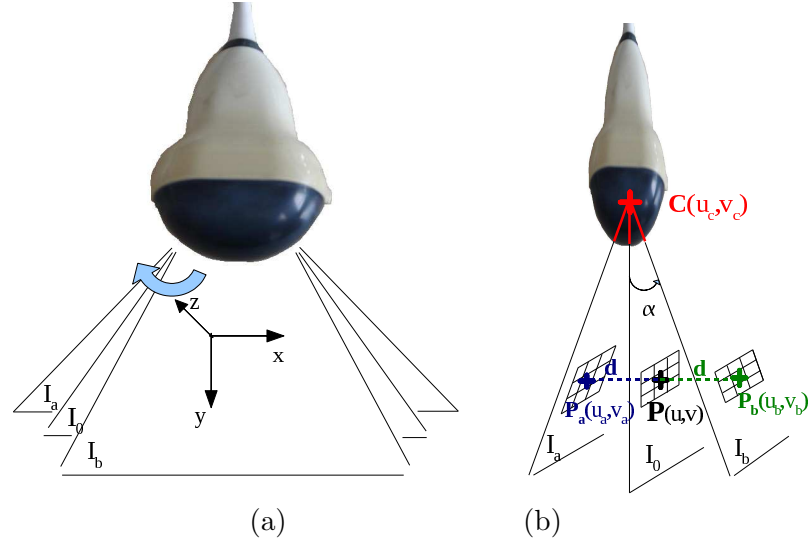 z
x
y
I_a
I_0
I_b
(a)
C(u_c,v_c)
α
d
d
P_a(u_a,v_a)
P(u,v)
P_b(u_b,v_b)
I_a
I_0
I_b
(b)